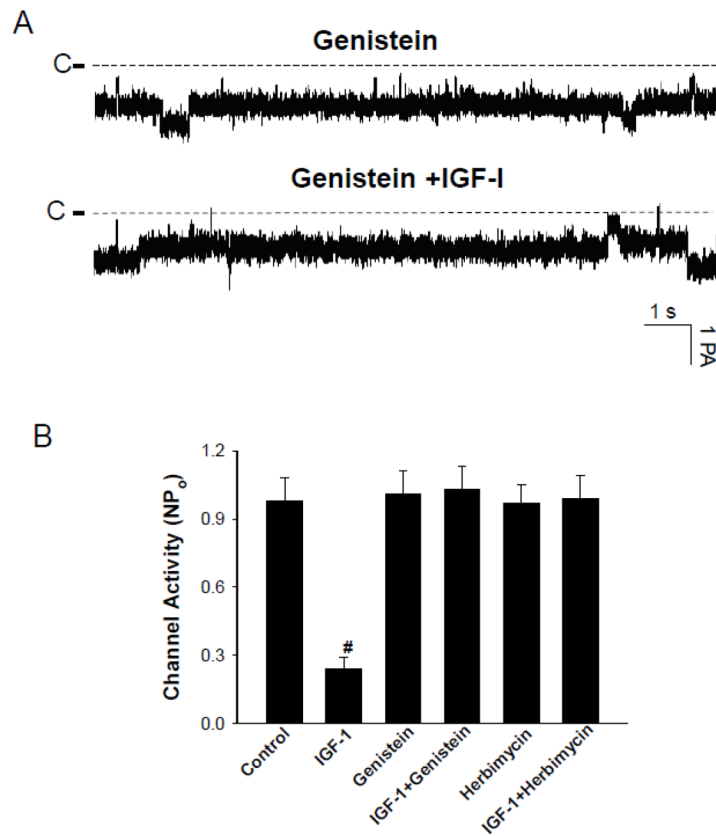 A
Genistein
C
Genistein +IGF-I
C
1 s
1 PA
B
Channel Activity (NPo)
1.2
0.9
0.6
0.3
0.0
#
Control
IGF-1
Genistein
IGF-1+Genistein
Herbimycin
IGF-1+Herbimycin